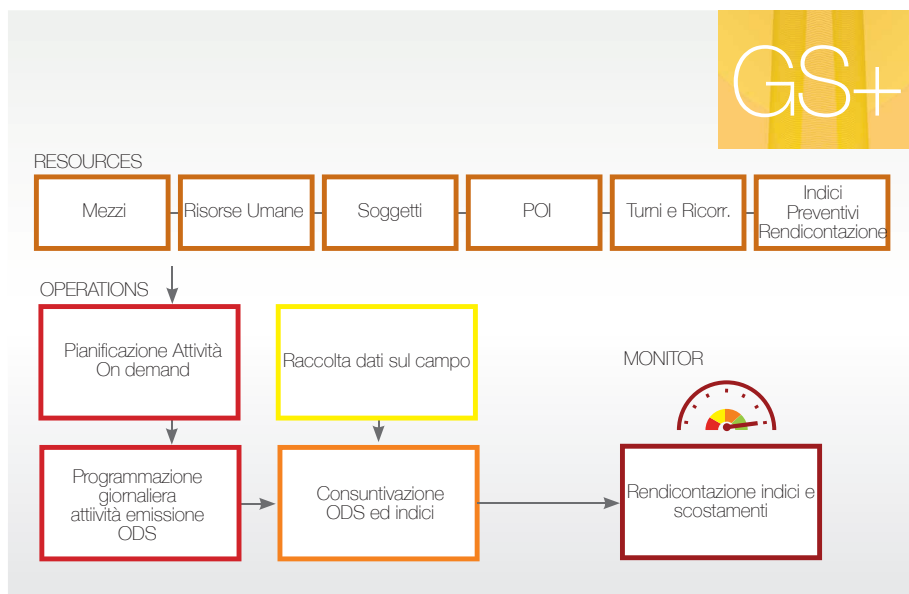 GS+
RESOURCES
Mezzi
Risorse Umane
Soggetti
POI
Turni e Ricorr.
Indici
Preventivi
Rendicontazione
OPERATIONS
Pianificazione Attività
On demand
Raccolta dati sul campo
MONITOR
Programmazione
giornaliera
attiività emissione
ODS
Consuntivazione
ODS ed indici
Rendicontazione indici e
scostamenti